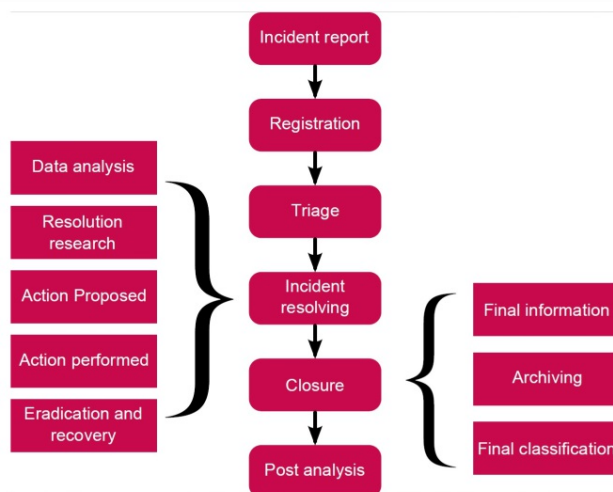 Incident report
Registration
Triage
Incident
resolving
Closure
Post analysis
Data analysis
Resolution
research
Action Proposed
Action performed
Eradication and
recovery
Final information
Archiving
Final classification